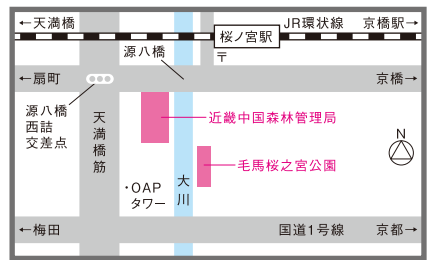 ←天満橋
JR環状線
京橋駅→
桜ノ宮駅
〒
源八橋
←扇町
京橋→
源八橋
西詰
交差点
天満橋筋
近畿中国森林管理局
毛馬桜之宮公園
N
・OAP
タワー
大川
←梅田
国道1号線
京都→